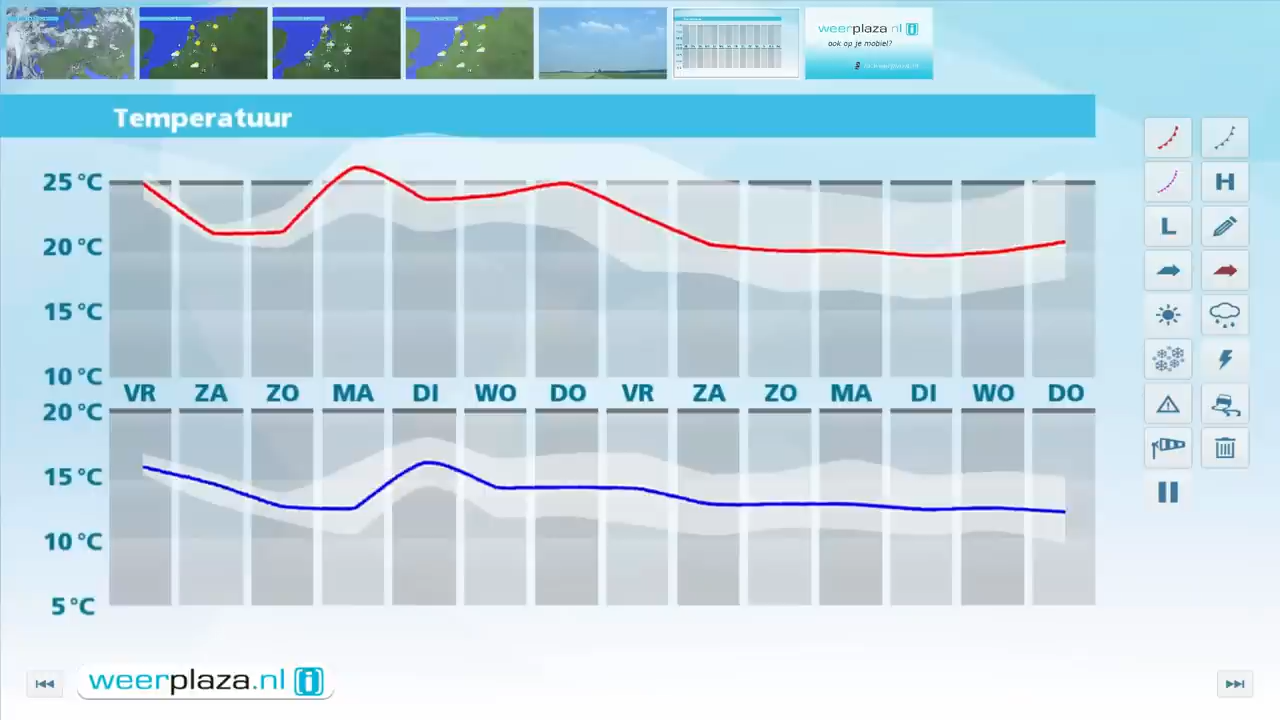 weerplaza.nl i
ook op je mobiel?
Temperatuur
25 °C
20 °C
15 °C
10 °C
VR ZA ZO MA DI WO DO VR ZA ZO MA DI WO DO
20 °C
15 °C
10 °C
5 °C
H
L
weerplaza.nl i